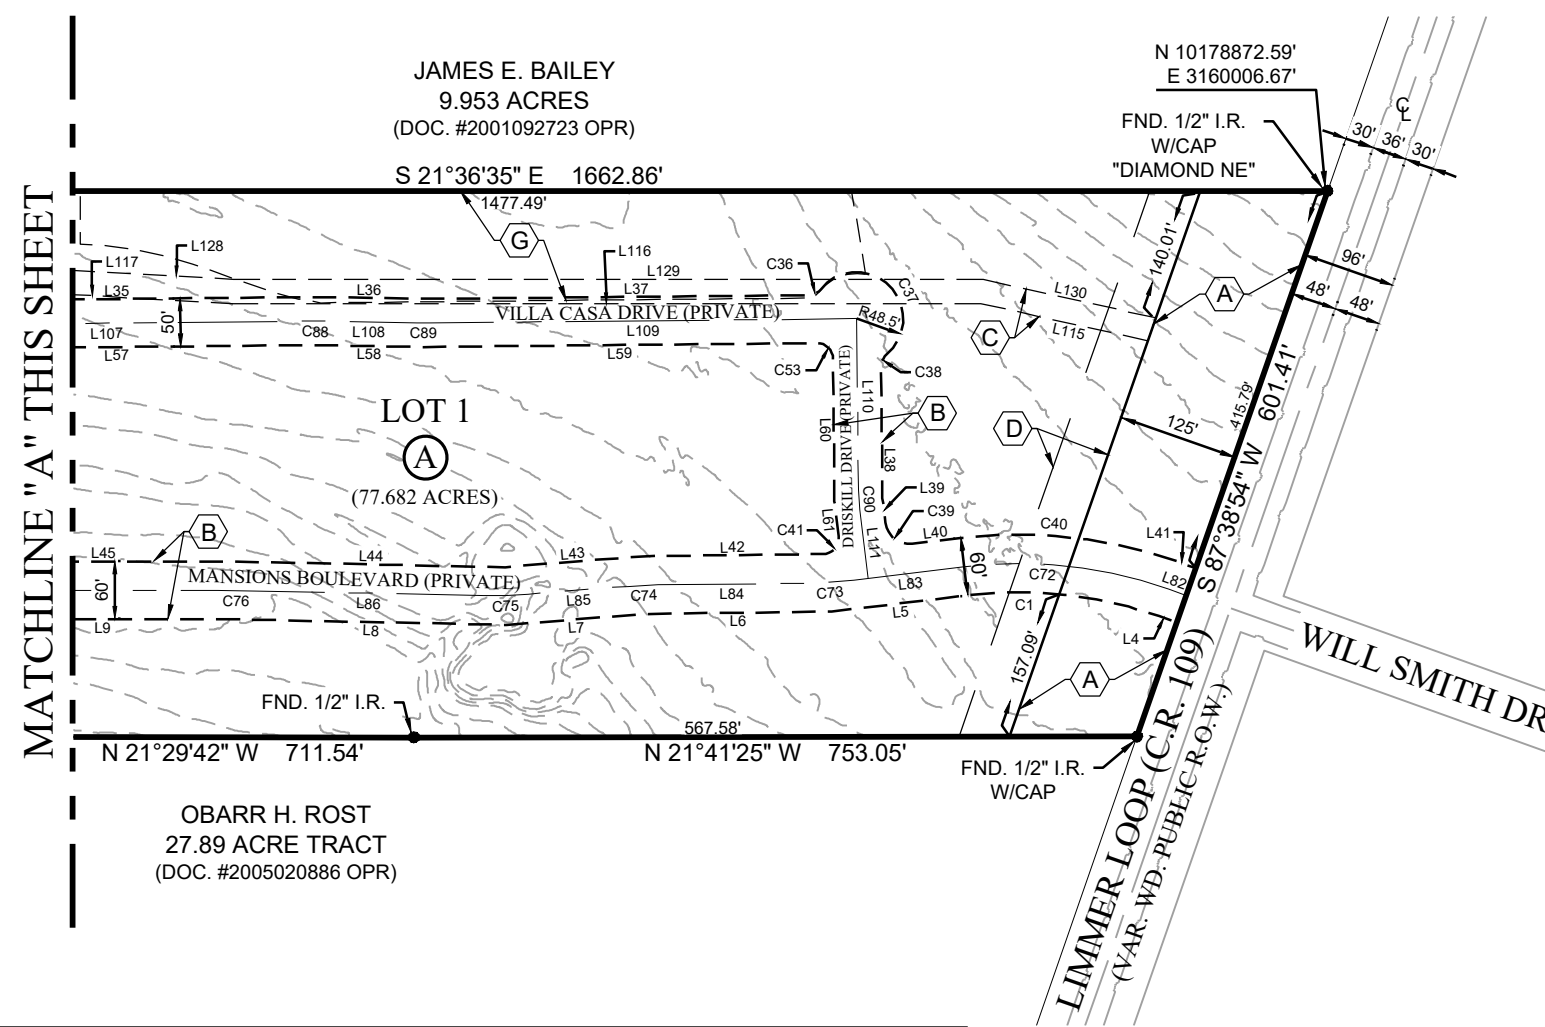 JAMES E. BAILEY
9.953 ACRES
(DOC. #2001092723 OPR)
S 21°36'35" E 1662.86'
1477.49'
N 10178872.59'
E 3160006.67'
FND. 1/2" I.R.
W/CAP
"DIAMOND NE"
℄
30' 36' 30'
MATCHLINE "A" THIS SHEET
L128
L117
L35
L36
G
L116
L129
L37
C36
C37
VILLA CASA DRIVE (PRIVATE)
R48.5'
50'
L107
C88
L108
C89
L109
L57
L58
L59
C53
C38
L130
C
L115
140.01'
A
96'
48' 48'
LOT 1
A
(77.682 ACRES)
L60
DRISKILL DRIVE (PRIVATE)
L110
B
L38
D
125'
415.79'
S 87°38'54" W 601.41'
L39
C39
C90
L61
C41
L111
L40
C40
L41
B
L45
L44
L43
L42
MANSIONS BOULEVARD (PRIVATE)
60'
60'
C76
L86
C75
L85
C74
L84
C73
L83
C72
L82
L9
L8
L7
L6
L5
C1
L4
157.09'
A
WILL SMITH DR
FND. 1/2" I.R.
567.58'
N 21°29'42" W 711.54'
N 21°41'25" W 753.05'
FND. 1/2" I.R.
W/CAP
LIMMER LOOP (C.R. 109)
(VAR. WD. PUBLIC R.O.W.)
OBARR H. ROST
27.89 ACRE TRACT
(DOC. #2005020886 OPR)